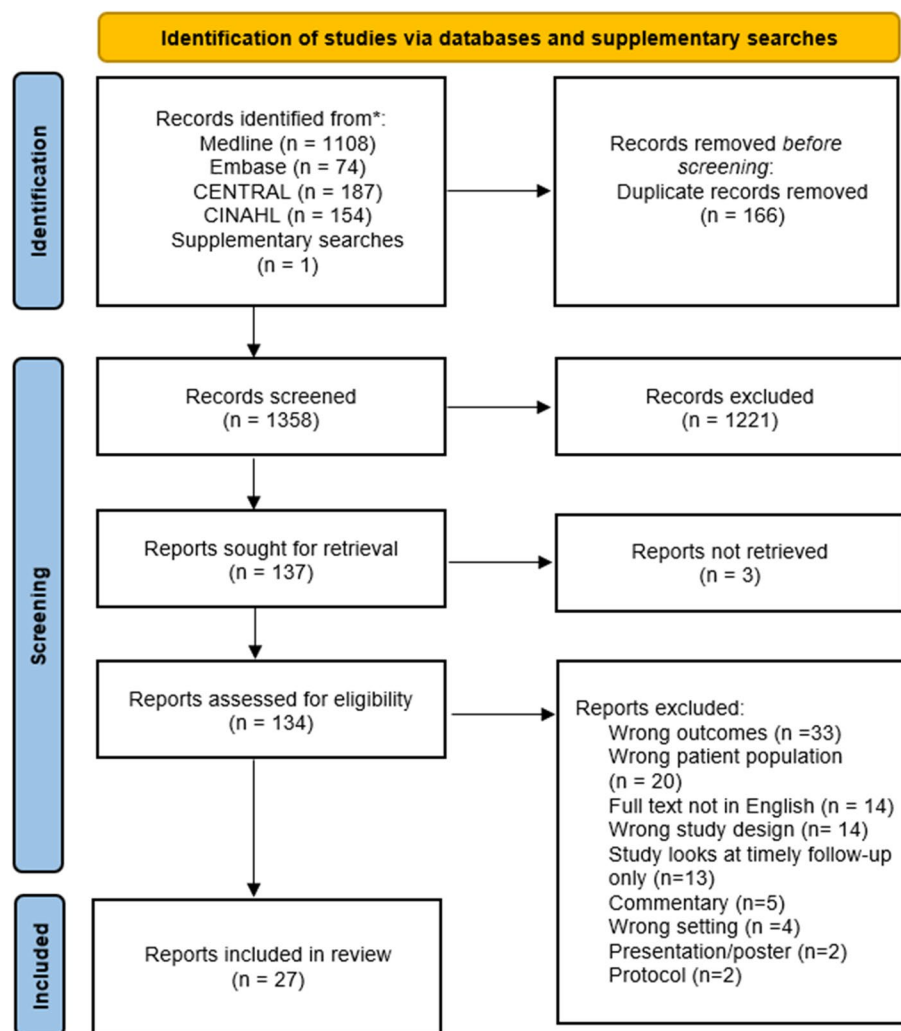 Identification of studies via databases and supplementary searches
Identification
Records identified from*:
Medline (n = 1108)
Embase (n = 74)
CENTRAL (n = 187)
CINAHL (n = 154)
Supplementary searches
(n = 1)
Records removed before
screening:
Duplicate records removed
(n = 166)
Screening
Records screened
(n = 1358)
Records excluded
(n = 1221)
Reports sought for retrieval
(n = 137)
Reports not retrieved
(n = 3)
Reports assessed for eligibility
(n = 134)
Reports excluded:
Wrong outcomes (n =33)
Wrong patient population
(n = 20)
Full text not in English (n = 14)
Wrong study design (n= 14)
Study looks at timely follow-up
only (n=13)
Commentary (n=5)
Wrong setting (n =4)
Presentation/poster (n=2)
Protocol (n=2)
Included
Reports included in review
(n = 27)